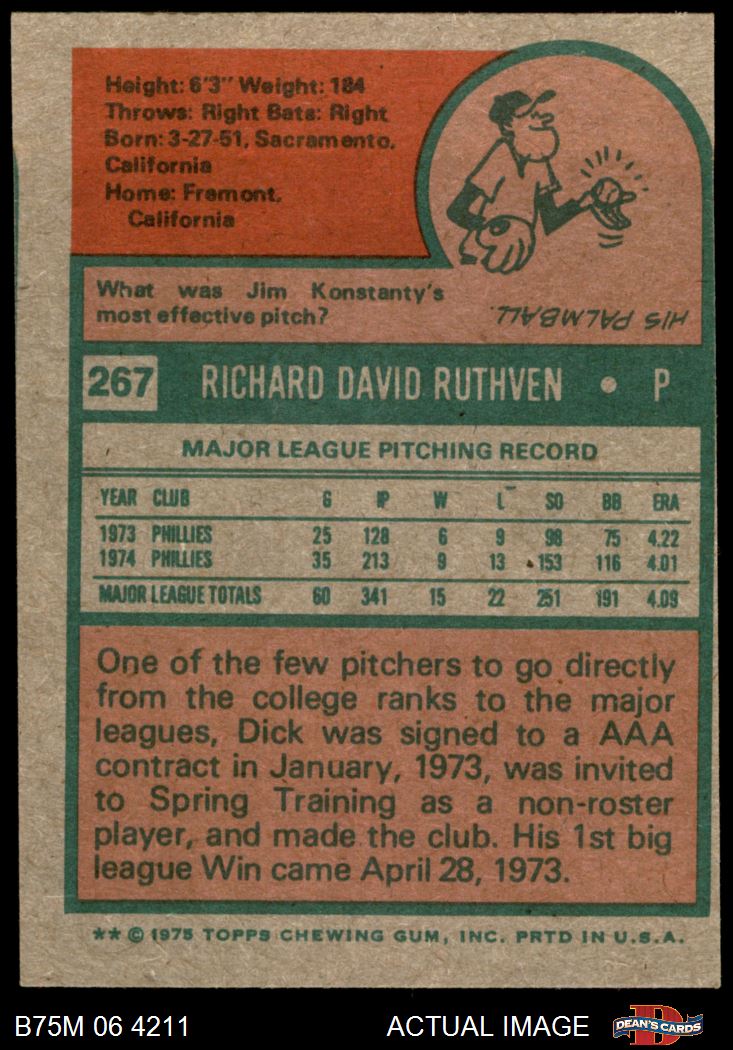 Height: 6'3" Weight: 184
Throws: Right Bats: Right
Born: 3-27-51, Sacramento,
California
Home: Fremont,
California
What was Jim Konstanty's
most effective pitch?
HIS PALMBALL.
267 RICHARD DAVID RUTHVEN • P
MAJOR LEAGUE PITCHING RECORD
YEAR CLUB G IP W L SO BB ERA
1973 PHILLIES 25 128 6 9 98 75 4.22
1974 PHILLIES 35 213 9 13 153 116 4.01
MAJOR LEAGUE TOTALS 60 341 15 22 251 191 4.09
One of the few pitchers to go directly
from the college ranks to the major
leagues, Dick was signed to a AAA
contract in January, 1973, was invited
to Spring Training as a non-roster
player, and made the club. His 1st big
league Win came April 28, 1973.
** © 1975 TOPPS CHEWING GUM, INC. PRTD IN U.S.A.
B75M 06 4211 ACTUAL IMAGE D DEAN'S CARDS